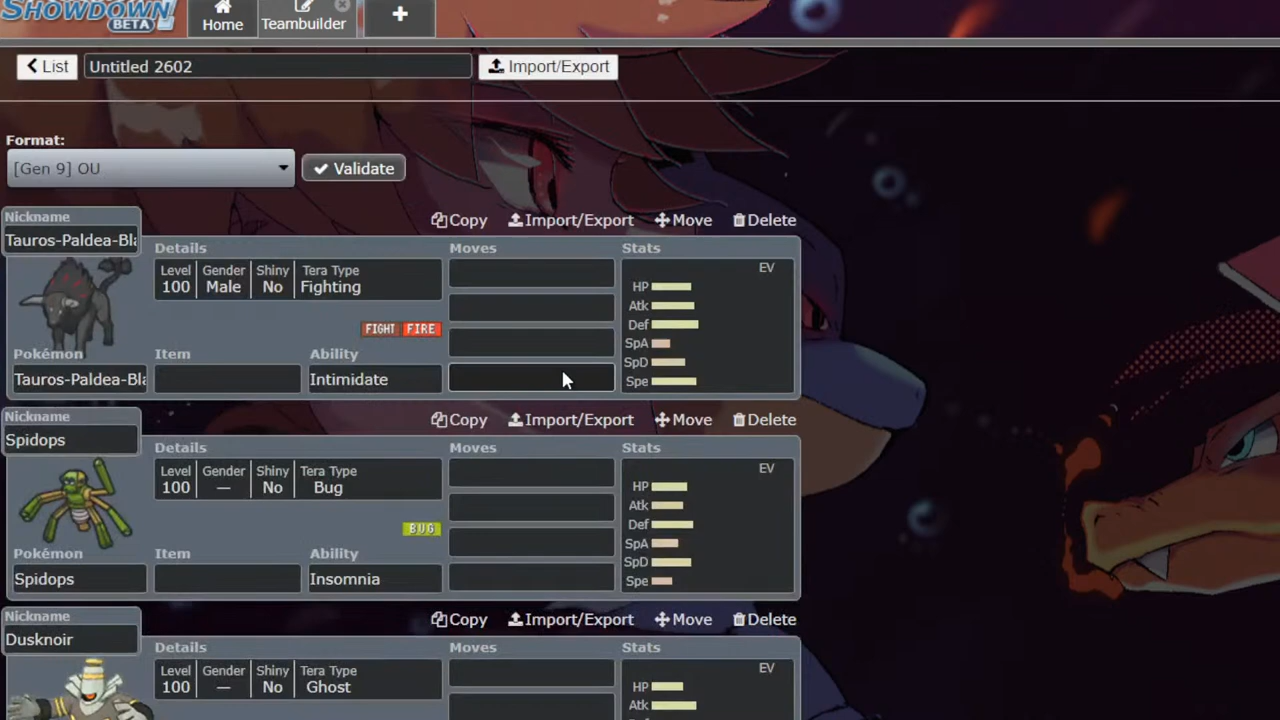 SHOWDOWN
BETA
Home
Teambuilder
+
List
Untitled 2602
Import/Export
Format:
[Gen 9] OU
Validate
Nickname
Copy Import/Export Move Delete
Tauros-Paldea-Bla
Details Moves Stats
Level Gender Shiny Tera Type
100 Male No Fighting
EV
HP
Atk
Def
SpA
SpD
Spe
FIGHT FIRE
Pokémon Item Ability
Tauros-Paldea-Bla Intimidate
Nickname
Copy Import/Export Move Delete
Spidops
Details Moves Stats
Level Gender Shiny Tera Type
100 — No Bug
EV
HP
Atk
Def
SpA
SpD
Spe
BUG
Pokémon Item Ability
Spidops Insomnia
Nickname
Copy Import/Export Move Delete
Dusknoir
Details Moves Stats
Level Gender Shiny Tera Type
100 — No Ghost
EV
HP
Atk